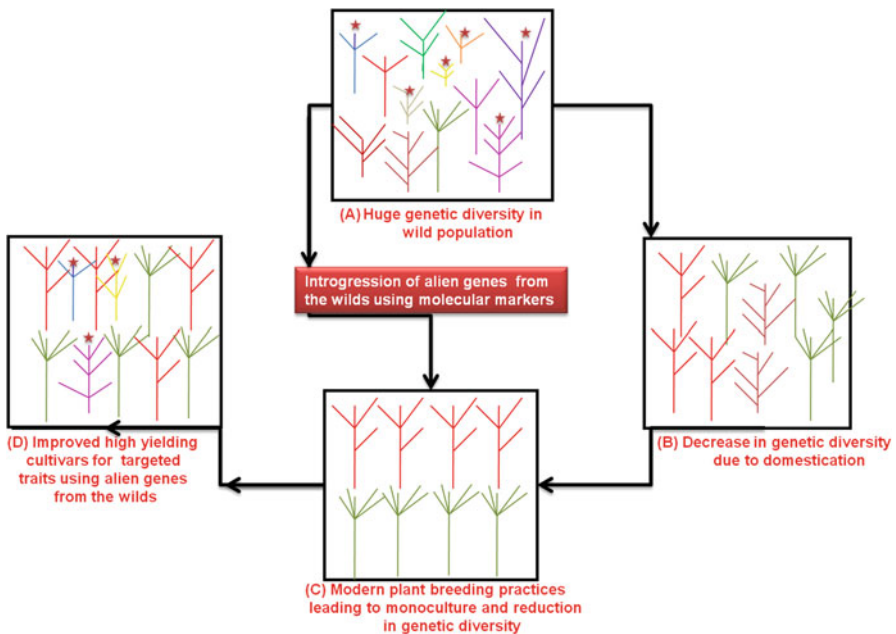 (A) Huge genetic diversity in
wild population
Introgression of alien genes from
the wilds using molecular markers
(B) Decrease in genetic diversity
due to domestication
(C) Modern plant breeding practices
leading to monoculture and reduction
in genetic diversity
(D) Improved high yielding
cultivars for targeted
traits using alien genes
from the wilds